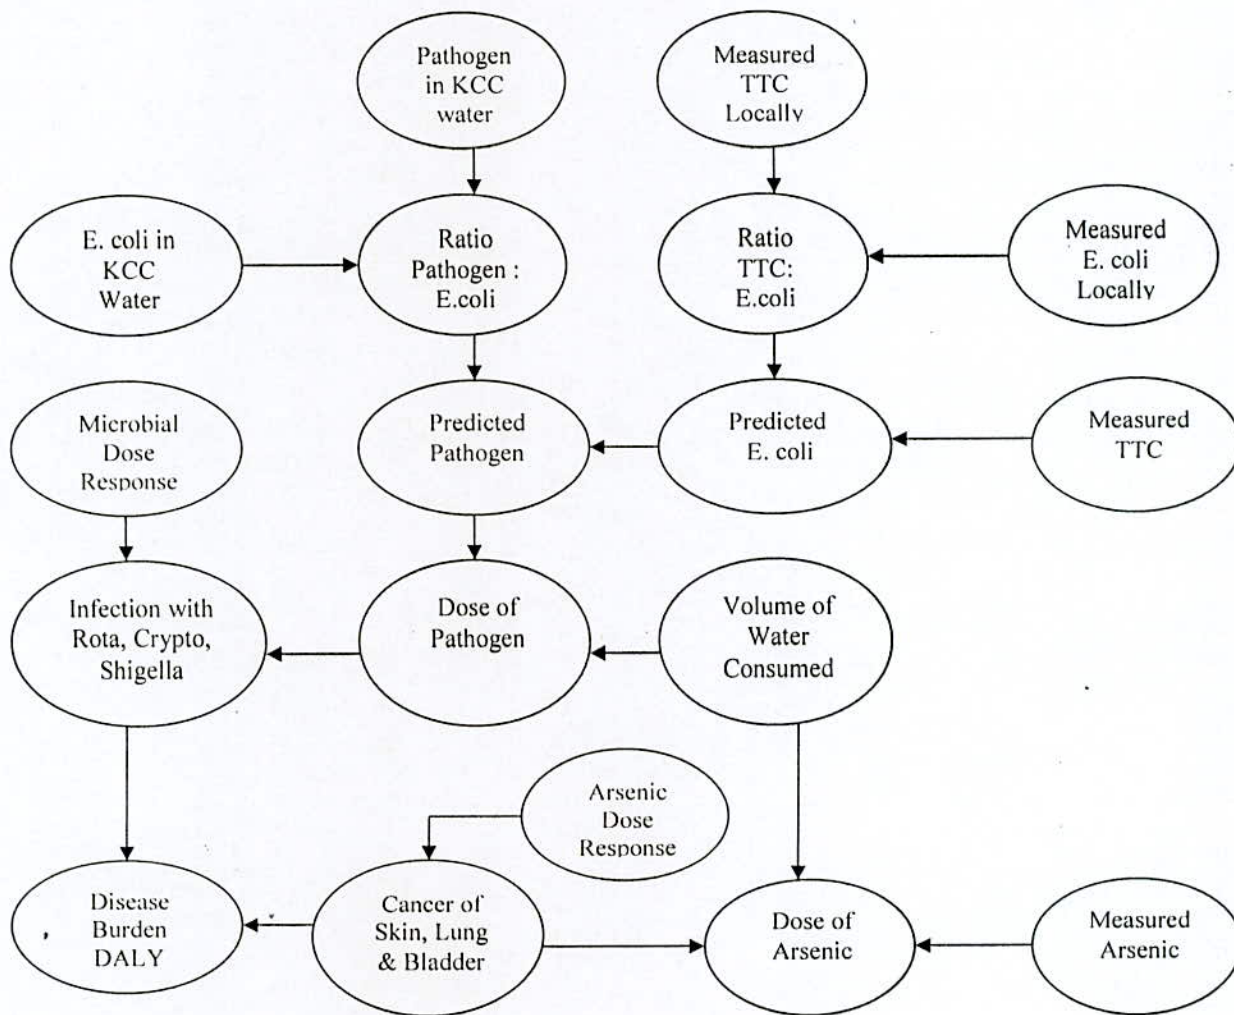 Pathogen
in KCC
water
Measured
TTC
Locally
E. coli in
KCC
Water
Ratio
Pathogen :
E.coli
Ratio
TTC:
E.coli
Measured
E. coli
Locally
Microbial
Dose
Response
Predicted
Pathogen
Predicted
E. coli
Measured
TTC
Infection with
Rota, Crypto,
Shigella
Dose of
Pathogen
Volume of
Water
Consumed
Arsenic
Dose
Response
Disease
Burden
DALY
Cancer of
Skin, Lung
& Bladder
Dose of
Arsenic
Measured
Arsenic